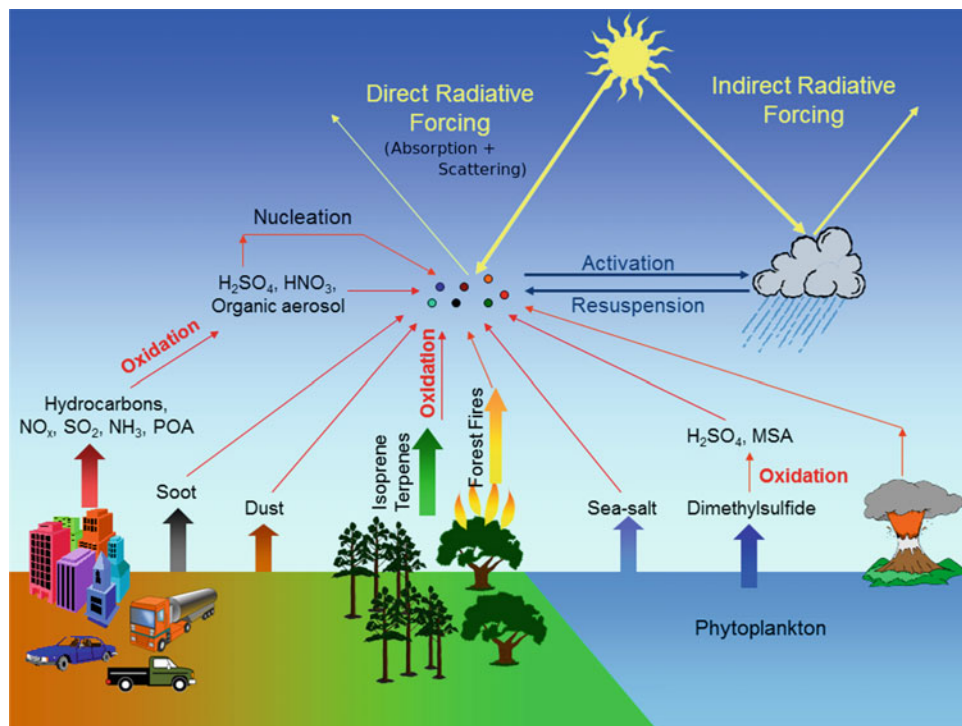 Direct Radiative
Forcing
(Absorption +
Scattering)
Indirect Radiative
Forcing
Nucleation
H₂SO₄, HNO₃,
Organic aerosol
Activation
Resuspension
Oxidation
Hydrocarbons,
NOₓ, SO₂, NH₃, POA
Soot
Dust
Isoprene
Terpenes
Oxidation
Forest Fires
Sea-salt
H₂SO₄, MSA
Oxidation
Dimethylsulfide
Phytoplankton